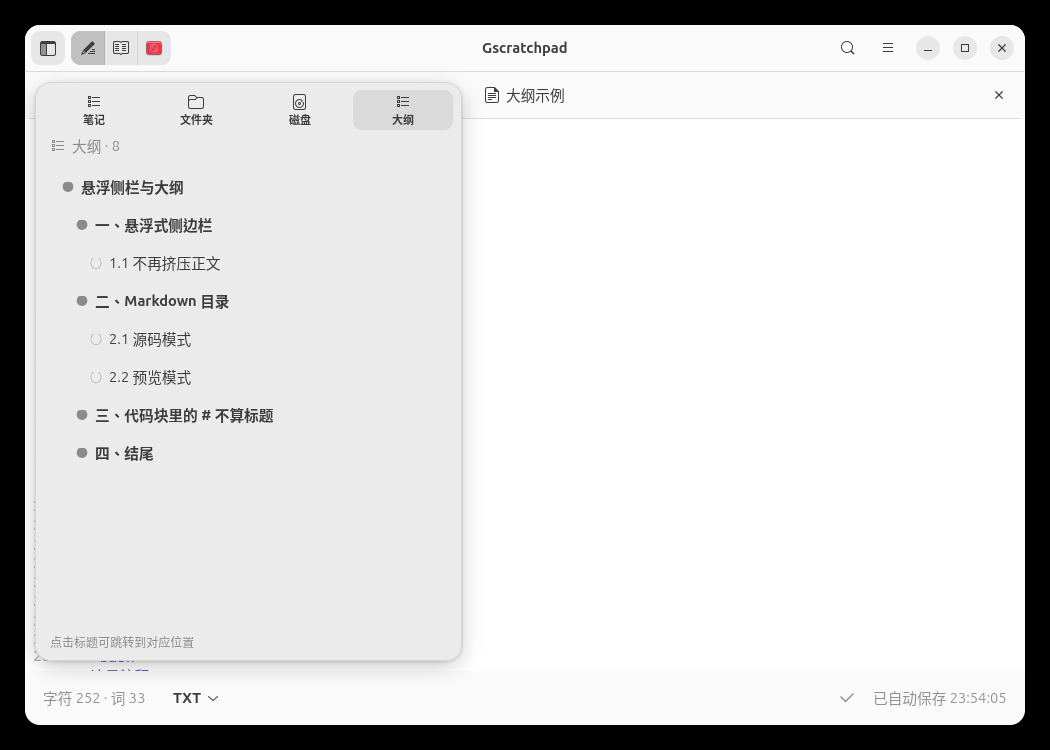 Gscratchpad
大纲示例
笔记
文件夹
磁盘
大纲
大纲 · 8
悬浮侧栏与大纲
一、悬浮式侧边栏
1.1 不再挤压正文
二、Markdown 目录
2.1 源码模式
2.2 预览模式
三、代码块里的 # 不算标题
四、结尾
点击标题可跳转到对应位置
字符 252 · 词 33
TXT
已自动保存 23:54:05